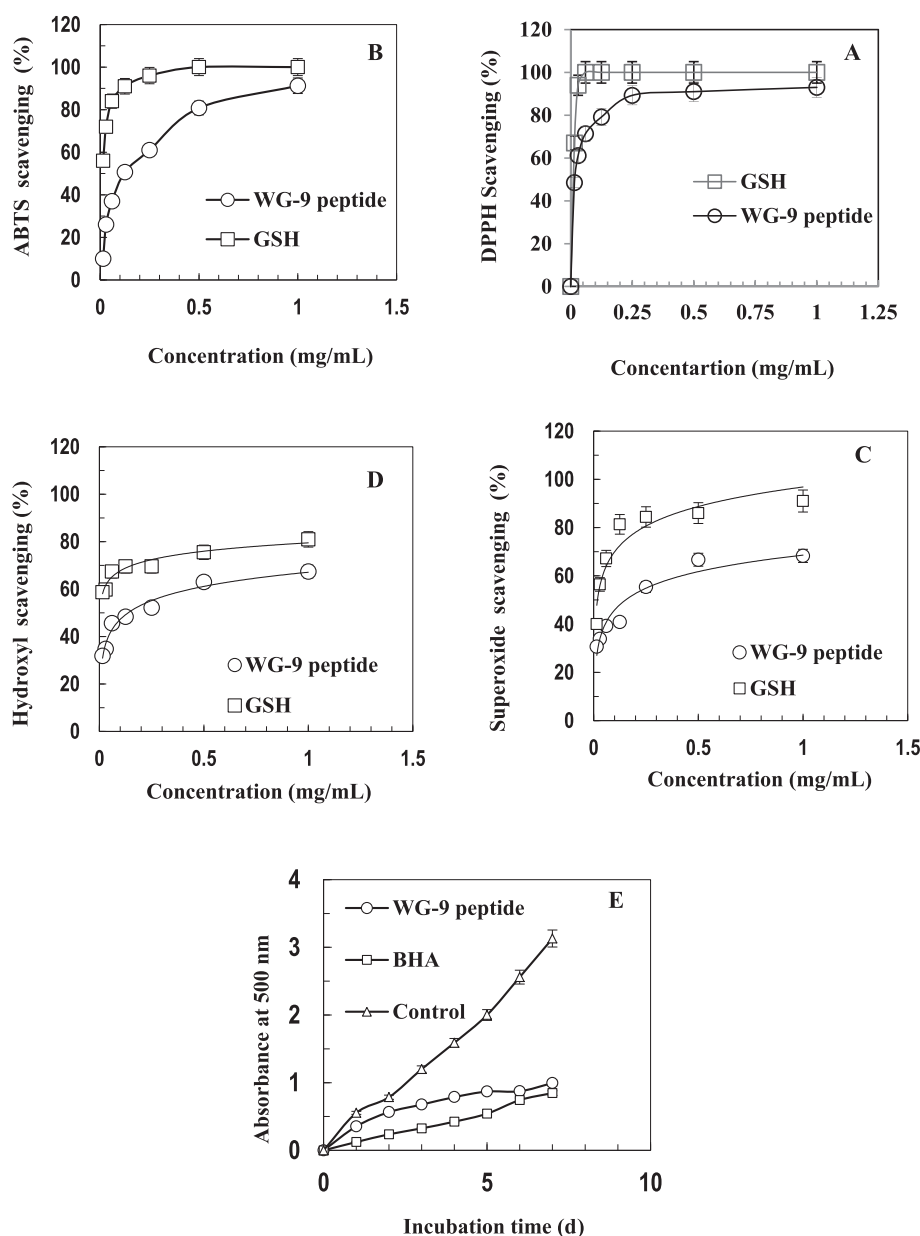 B
ABTS scavenging (%)
120
100
80
60
40
20
0
WG-9 peptide
GSH
0
0.5
1
1.5
Concentration (mg/mL)
A
DPPH Scavenging (%)
120
100
80
60
40
20
0
GSH
WG-9 peptide
0
0.25
0.5
0.75
1
1.25
Concentartion (mg/mL)
D
Hydroxyl scavenging (%)
120
100
80
60
40
20
0
WG-9 peptide
GSH
0
0.5
1
1.5
Concentration (mg/mL)
C
Superoxide scavenging (%)
120
100
80
60
40
20
0
WG-9 peptide
GSH
0
0.5
1
1.5
Concentration (mg/mL)
E
Absorbance at 500 nm
4
3
2
1
0
WG-9 peptide
BHA
Control
0
5
10
Incubation time (d)